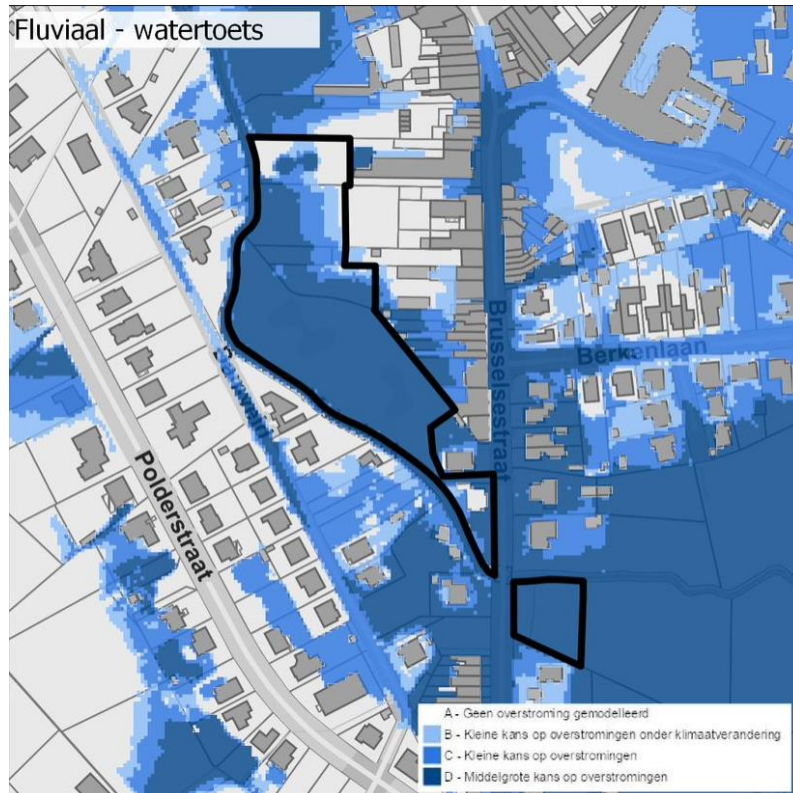 Fluviaal - watertoets
Brusselsestraat
Berkenlaan
Polderstraat
A - Geen overstroming gemodelleerd
B - Kleine kans op overstromingen onder klimaatverandering
C - Kleine kans op overstromingen
D - Middelgrote kans op overstromingen